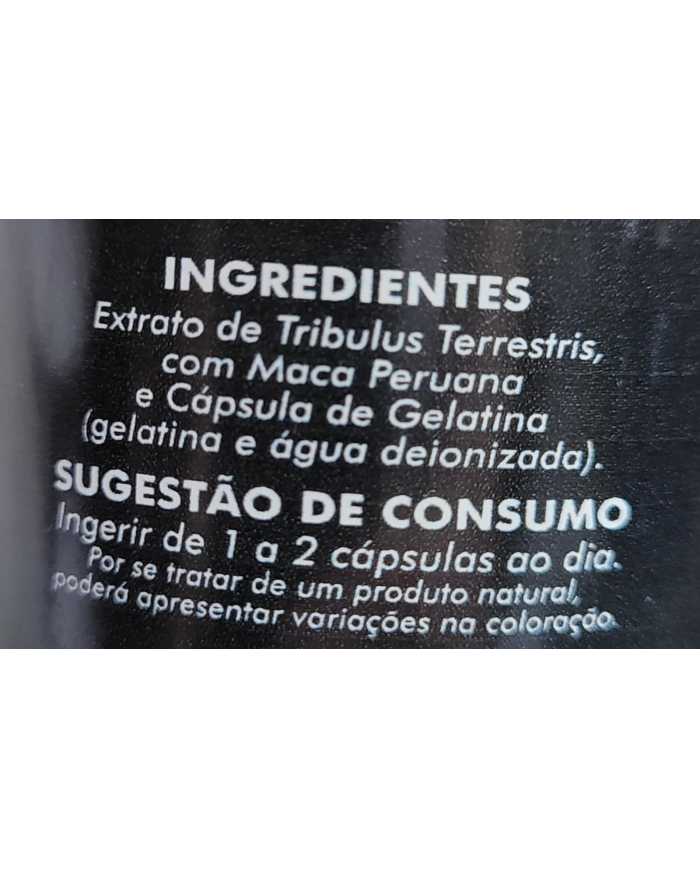 INGREDIENTES
Extrato de Tribulus Terrestris,
com Maca Peruana
e Cápsula de Gelatina
(gelatina e água deionizada).
SUGESTÃO DE CONSUMO
Ingerir de 1 a 2 cápsulas ao dia.
Por se tratar de um produto natural,
poderá apresentar variações na coloração.